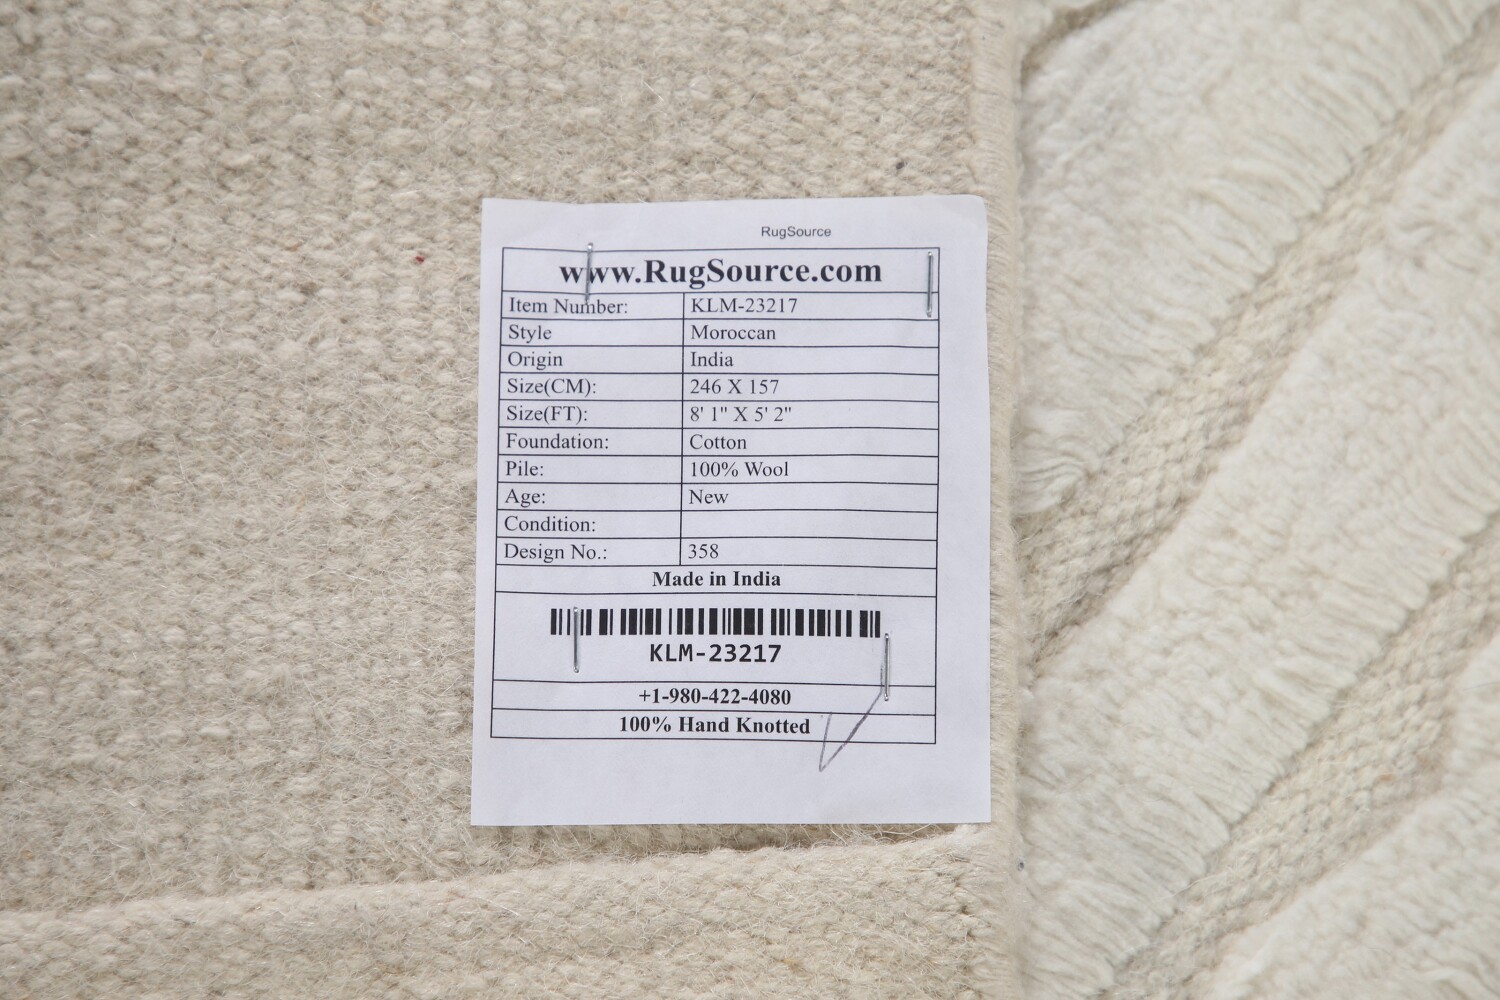 RugSource
www.RugSource.com
Item Number: KLM-23217
Style Moroccan
Origin India
Size(CM): 246 X 157
Size(FT): 8' 1" X 5' 2"
Foundation: Cotton
Pile: 100% Wool
Age: New
Condition:
Design No.: 358
Made in India
KLM-23217
+1-980-422-4080
100% Hand Knotted